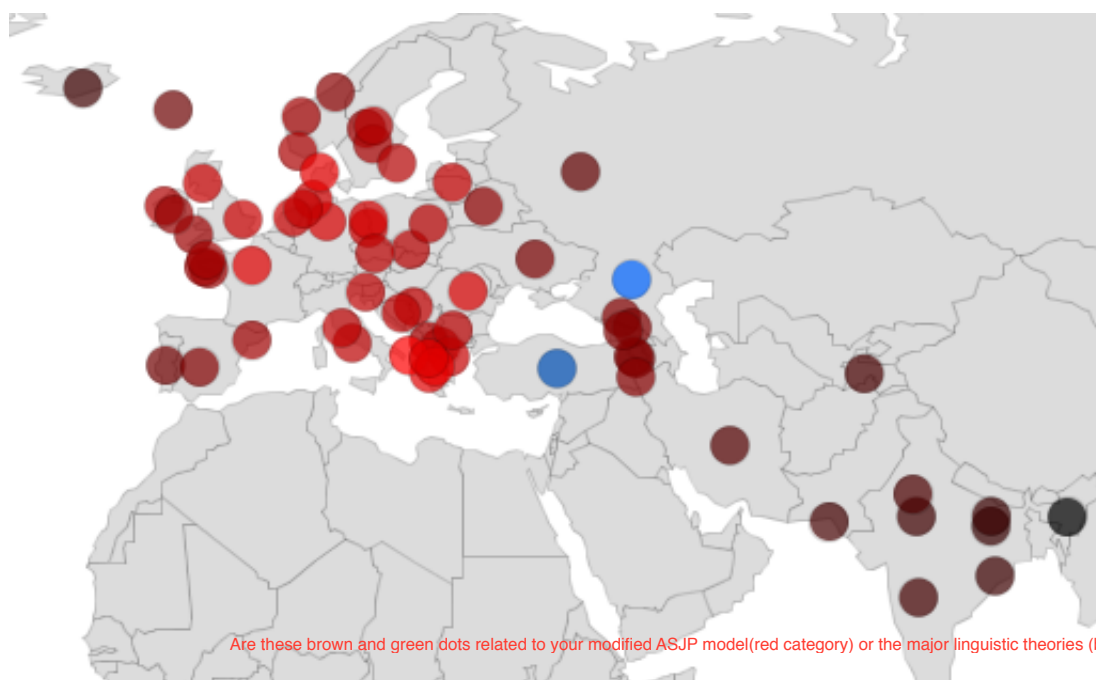 Are these brown and green dots related to your modified ASJP model(red category) or the major linguistic theories (